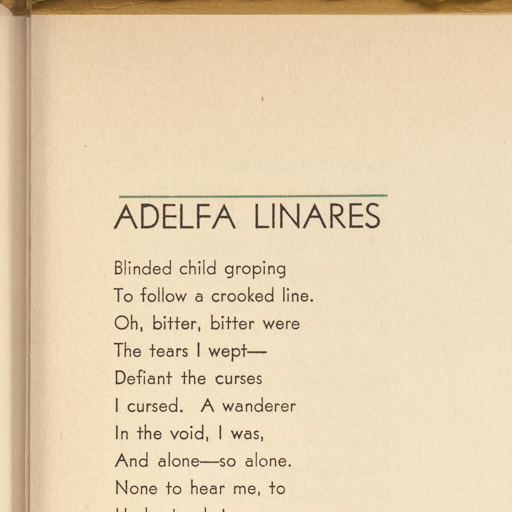 ADELFA LINARES
Blinded child groping
To follow a crooked line.
Oh, bitter, bitter were
The tears I wept—
Defiant the curses
I cursed. A wanderer
In the void, I was,
And alone—so alone.
None to hear me, to